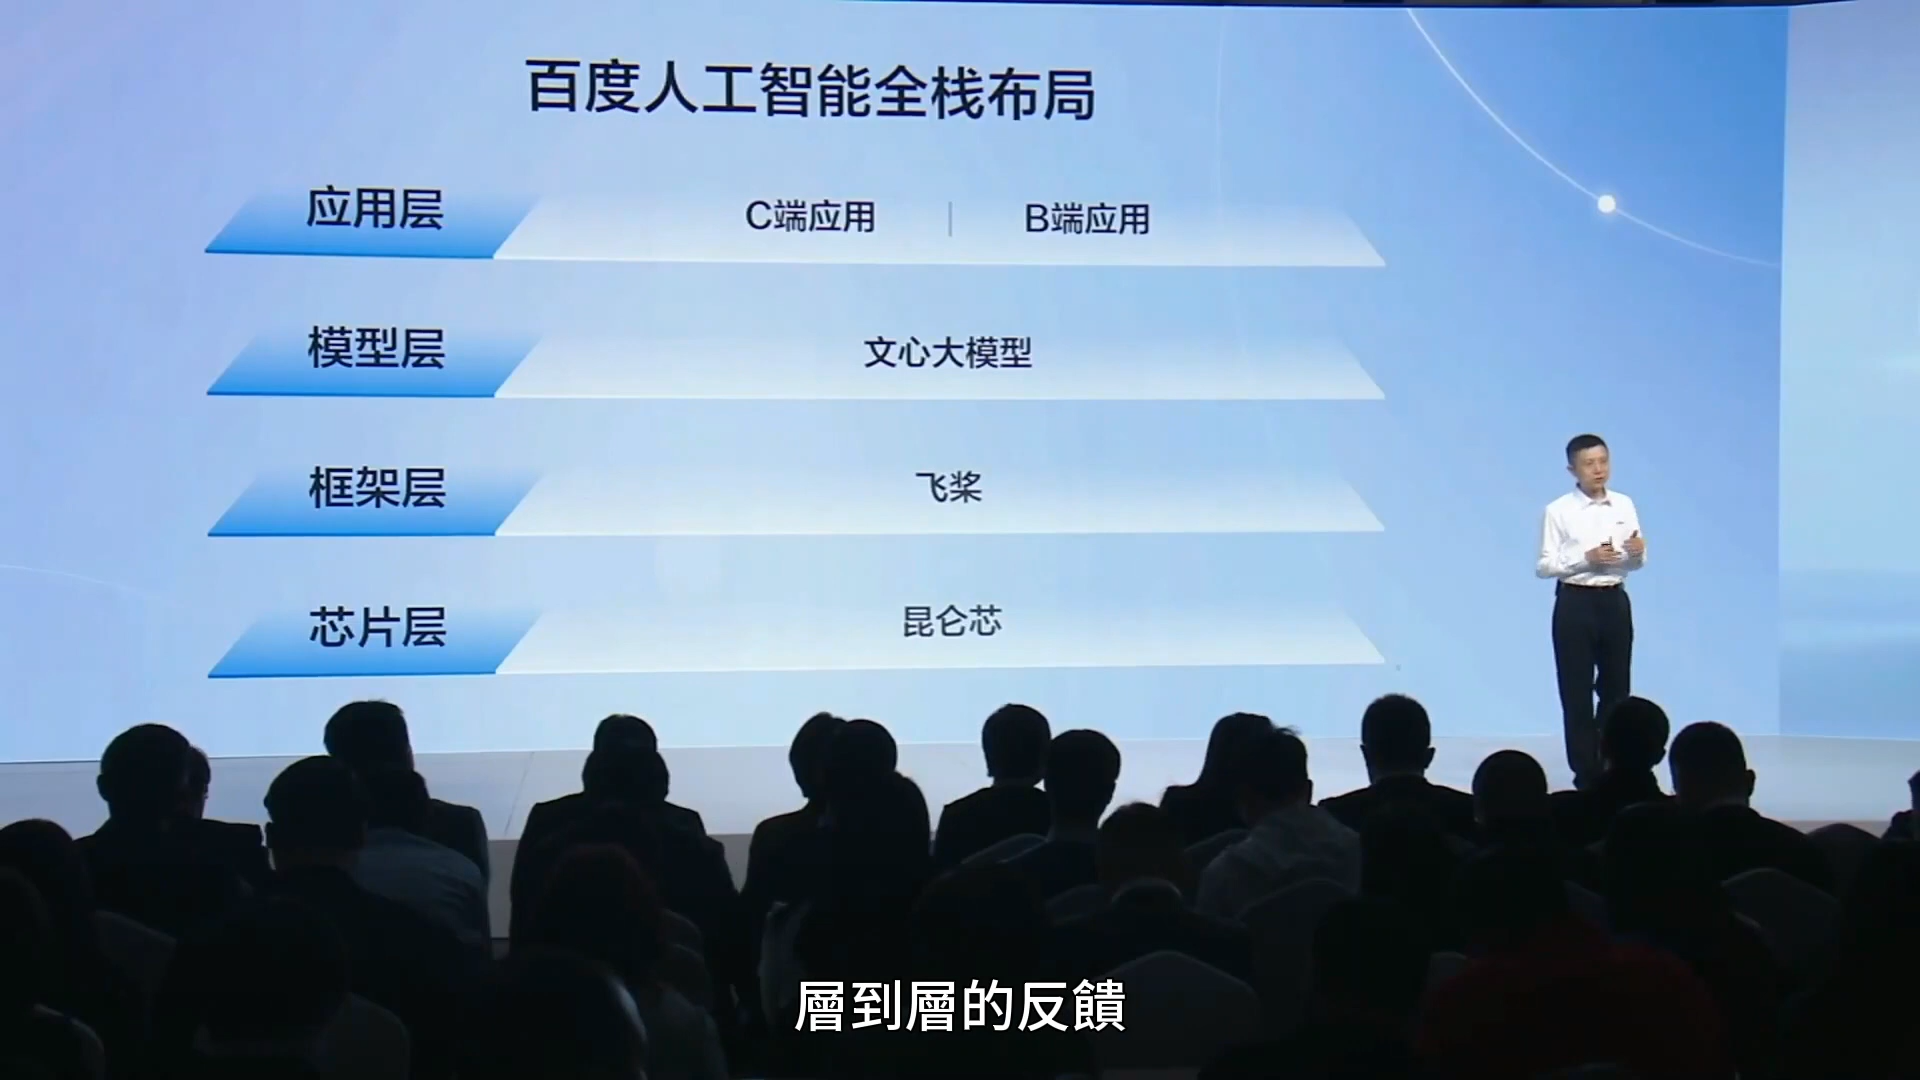 百度人工智能全栈布局
应用层 C端应用 | B端应用
模型层 文心大模型
框架层 飞桨
芯片层 昆仑芯
層到層的反饋